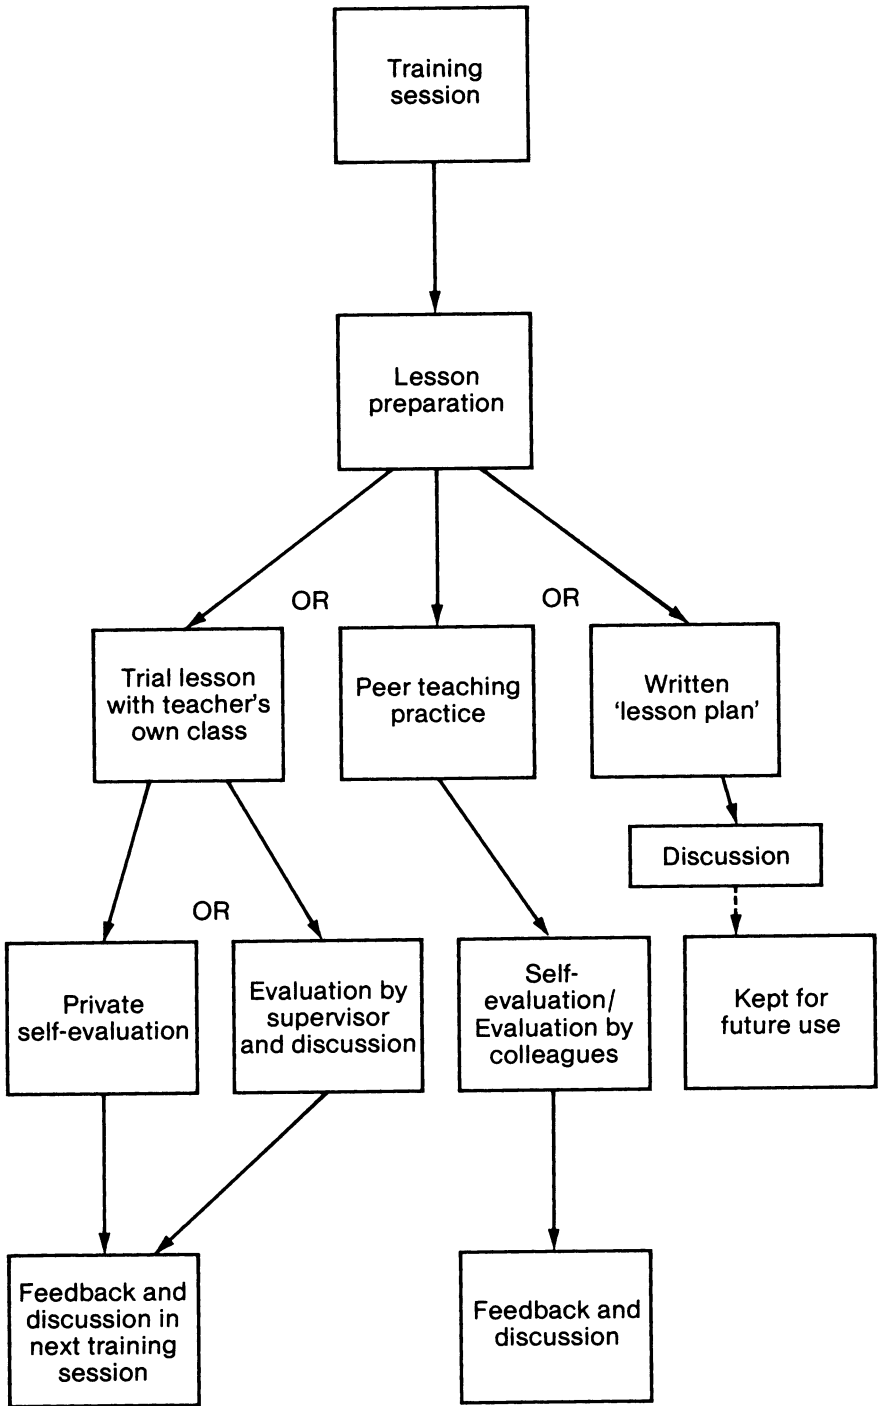 Training
session
Lesson
preparation
OR
OR
Trial lesson
with teacher's
own class
Peer teaching
practice
Written
'lesson plan'
Discussion
OR
Private
self-evaluation
Evaluation by
supervisor
and discussion
Self-
evaluation/
Evaluation by
colleagues
Kept for
future use
Feedback and
discussion in
next training
session
Feedback and
discussion